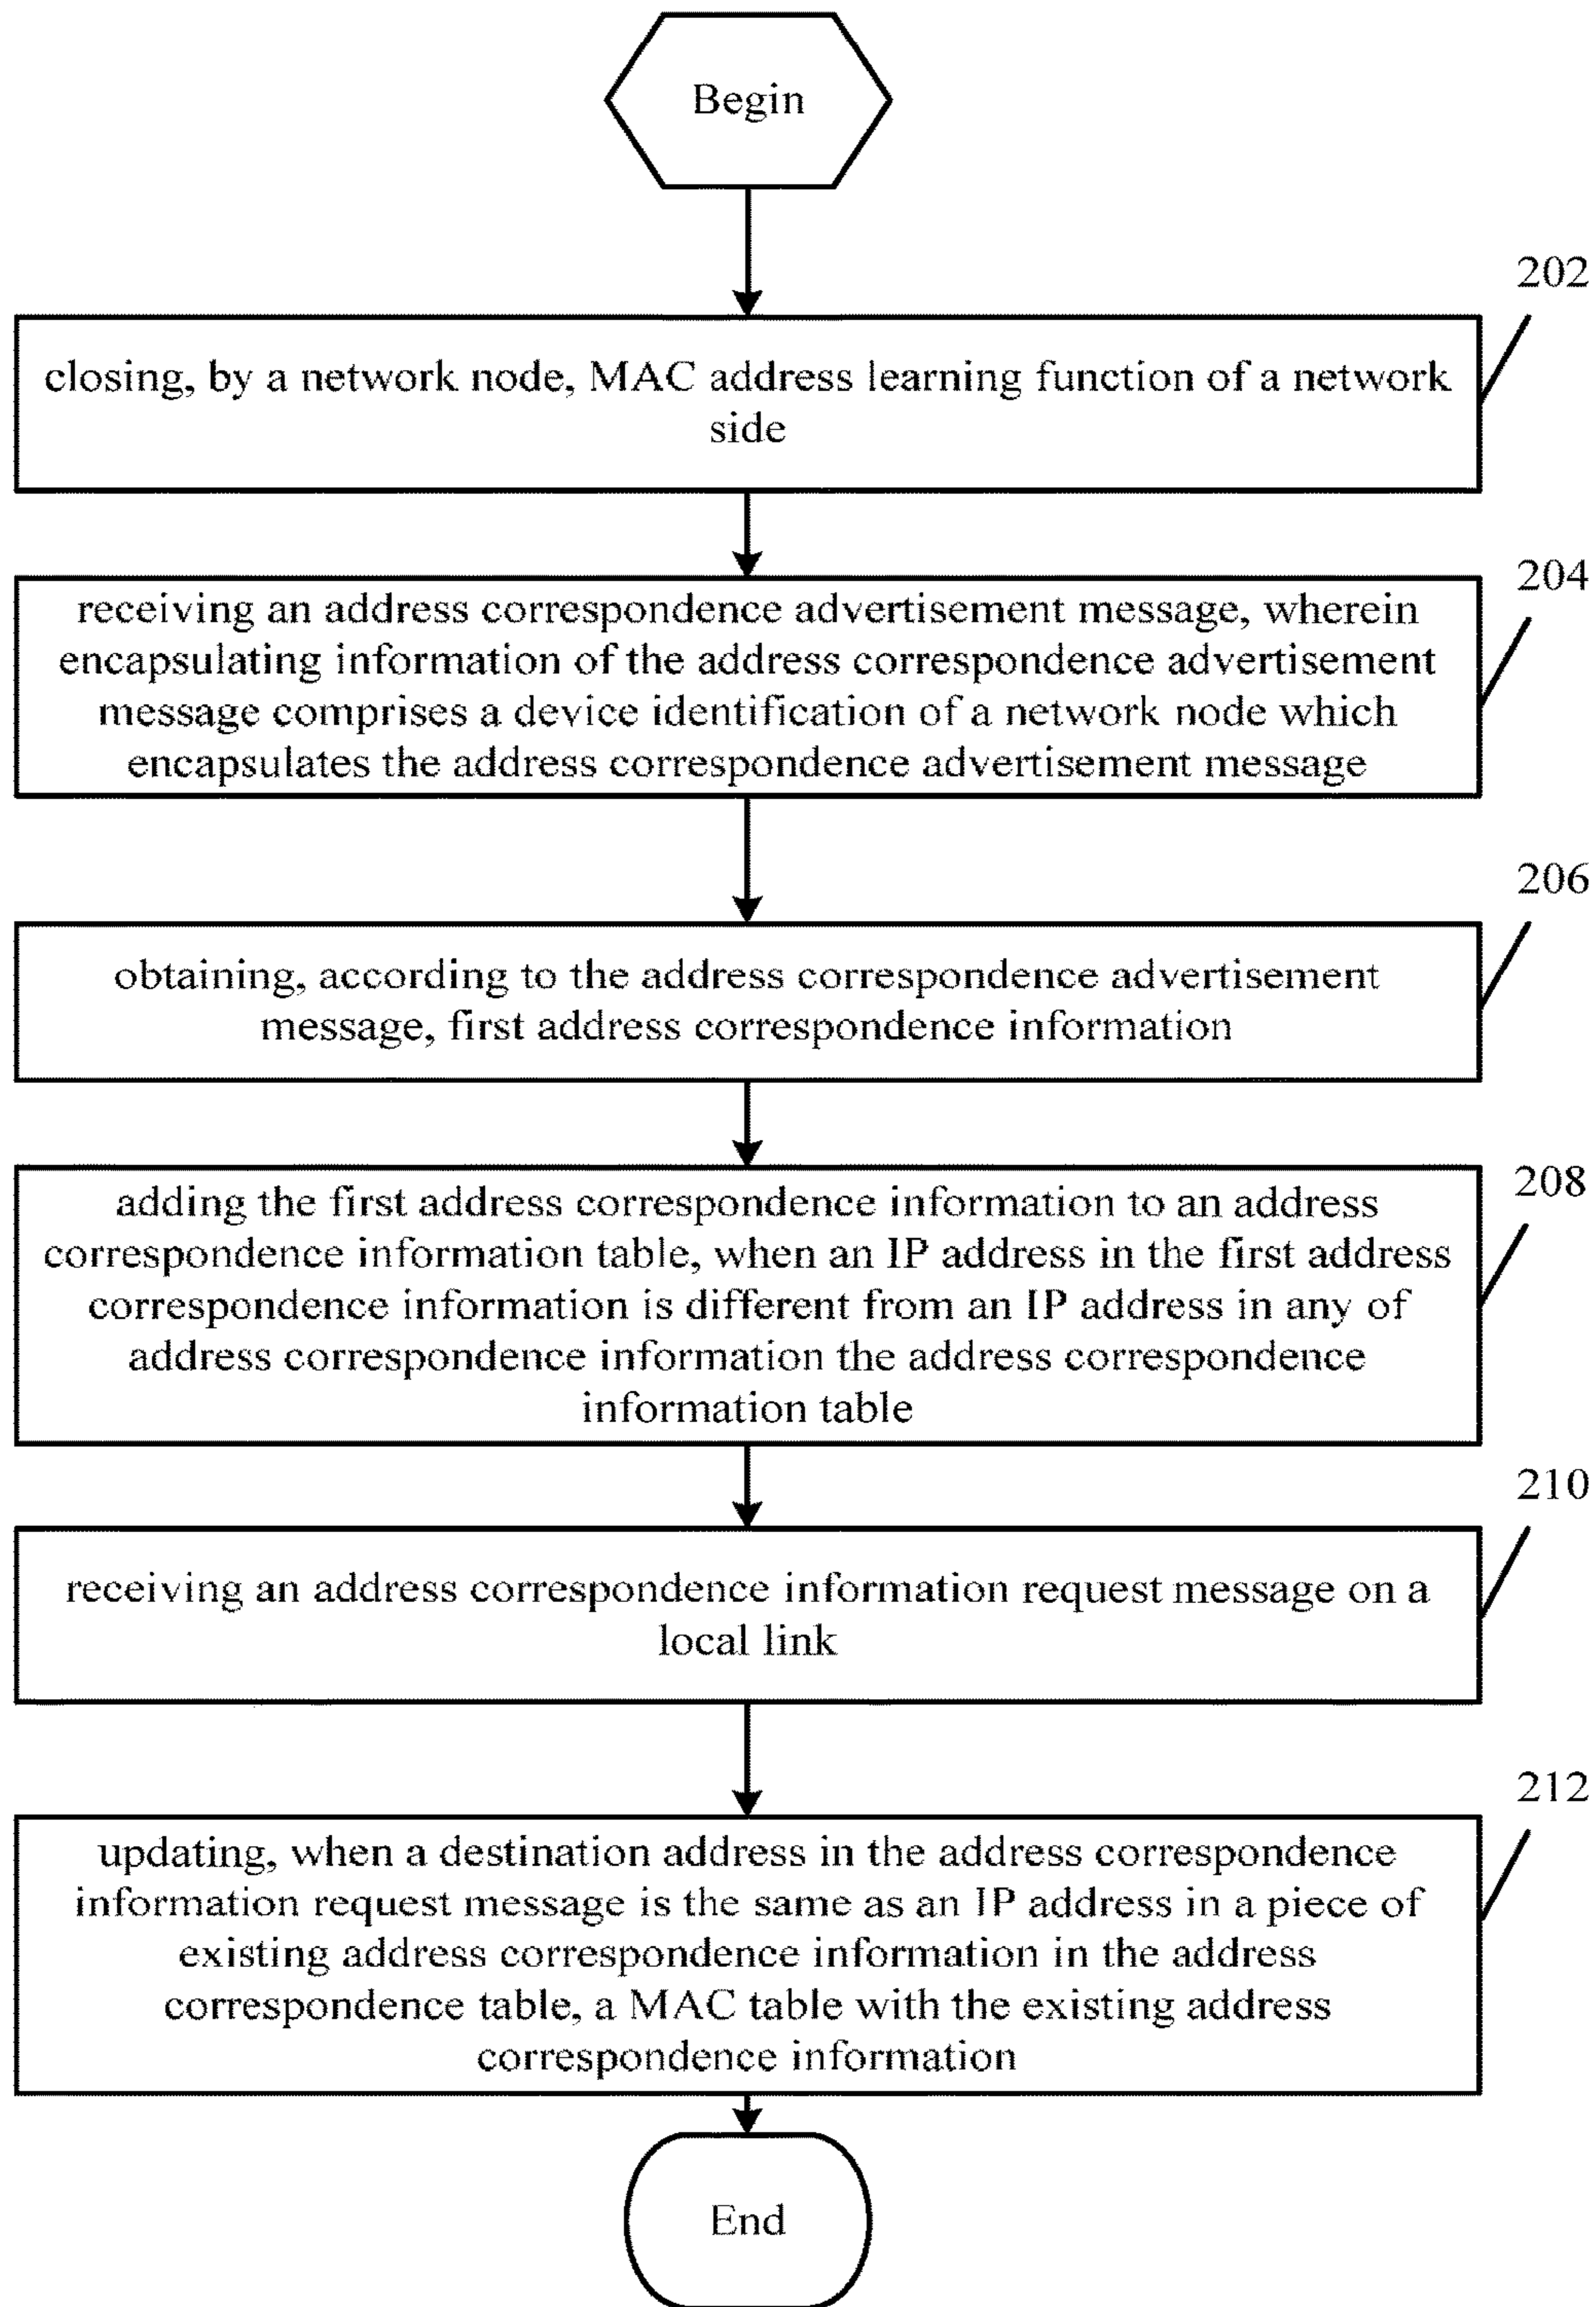 Begin
202
closing, by a network node, MAC address learning function of a network
side
204
receiving an address correspondence advertisement message, wherein
encapsulating information of the address correspondence advertisement
message comprises a device identification of a network node which
encapsulates the address correspondence advertisement message
206
obtaining, according to the address correspondence advertisement
message, first address correspondence information
208
adding the first address correspondence information to an address
correspondence information table, when an IP address in the first address
correspondence information is different from an IP address in any of
address correspondence information the address correspondence
information table
210
receiving an address correspondence information request message on a
local link
212
updating, when a destination address in the address correspondence
information request message is the same as an IP address in a piece of
existing address correspondence information in the address
correspondence table, a MAC table with the existing address
correspondence information
End